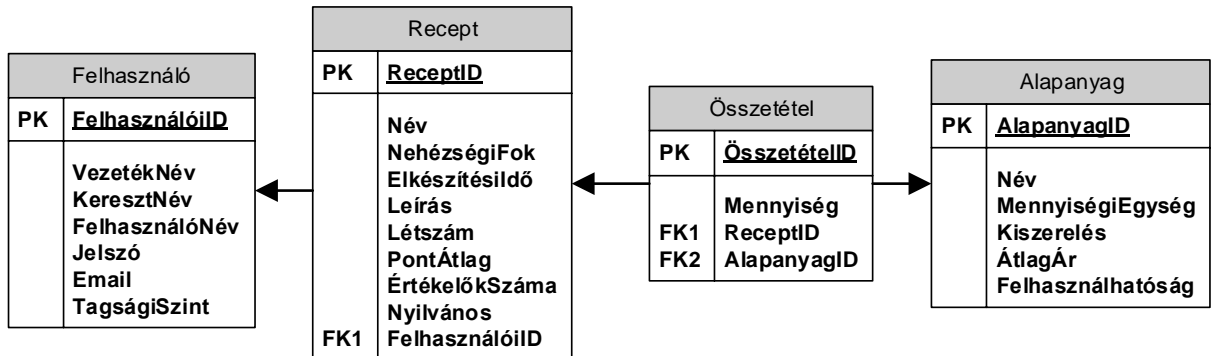 Felhasználó
PK FelhasználóiID
VezetékNév
KeresztNév
FelhasználóNév
Jelszó
Email
TagságiSzint
Recept
PK ReceptID
Név
NehézségiFok
ElkészítésiIdő
Leírás
Létszám
PontÁtlag
ÉrtékelőkSzáma
Nyilvános
FK1 FelhasználóiID
Összetétel
PK ÖsszetételID
Mennyiség
FK1 ReceptID
FK2 AlapanyagID
Alapanyag
PK AlapanyagID
Név
MennyiségiEgység
Kiszerelés
ÁtlagÁr
Felhasználhatóság